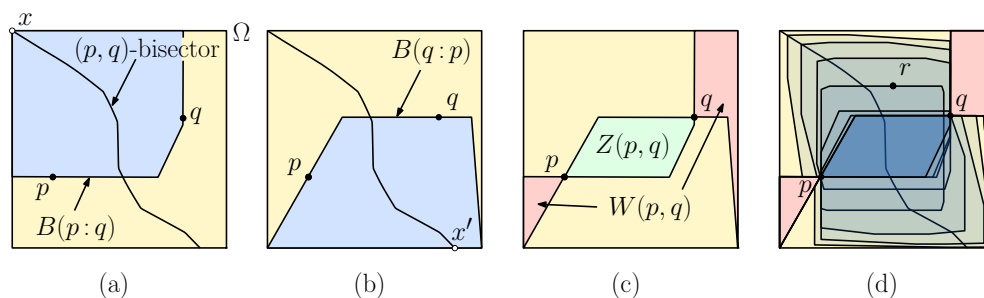 x
(p, q)-bisector
Ω
q
p
B(p : q)
(a)
B(q : p)
q
p
x′
(b)
q
Z(p, q)
p
W(p, q)
(c)
r
q
p
(d)